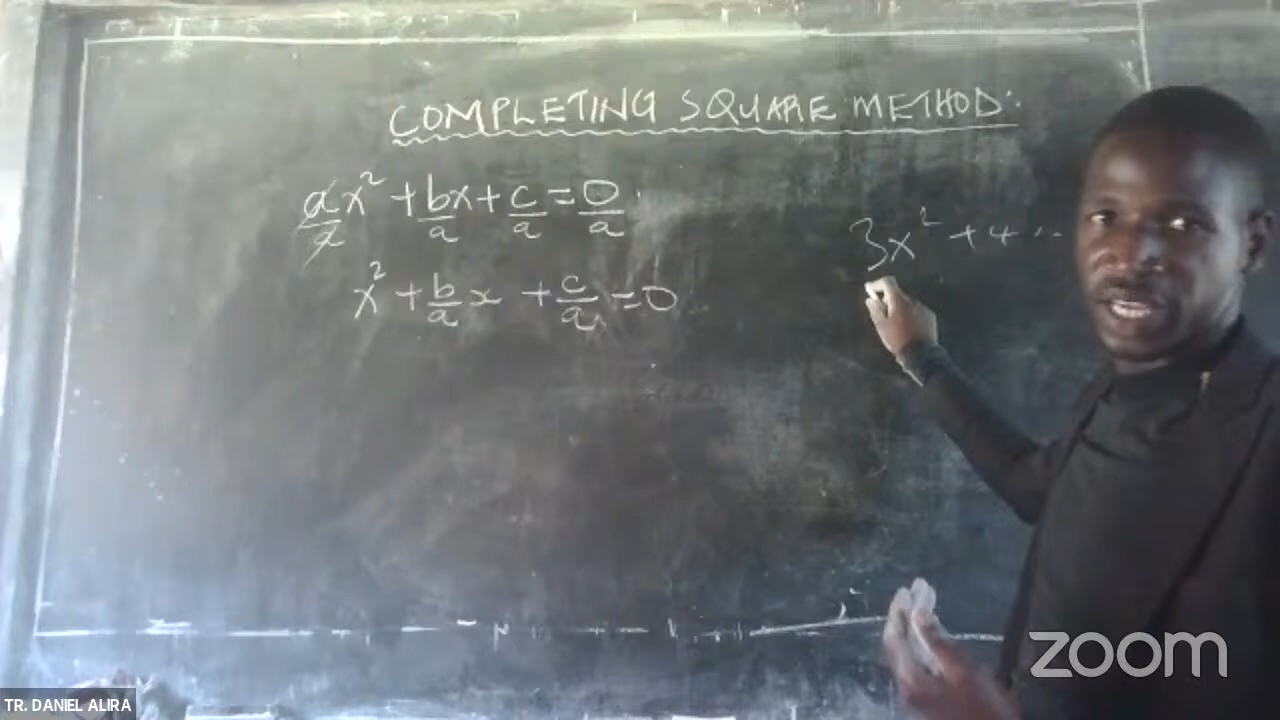 COMPLETING SQUARE METHOD:
ax²/a + bx/a + c/a = 0/a
3x² + 4 ..
x² + b/a x + c/a = 0
zoom
TR. DANIEL ALIRA